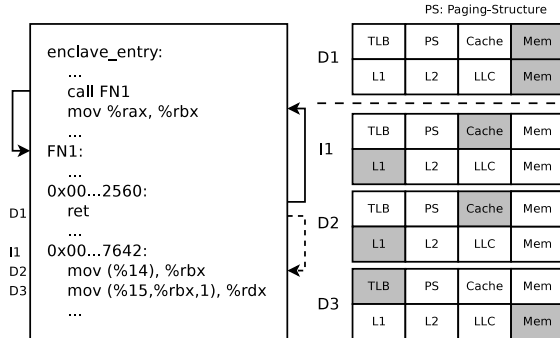 PS: Paging-Structure
enclave_entry:
...
call FN1
mov %rax, %rbx
...
FN1:
...
0x00...2560:
D1 ret
...
I1 0x00...7642:
D2 mov (%14), %rbx
D3 mov (%15,%rbx,1), %rdx
...
D1
TLB PS Cache Mem
L1 L2 LLC Mem
I1
TLB PS Cache Mem
L1 L2 LLC Mem
D2
TLB PS Cache Mem
L1 L2 LLC Mem
D3
TLB PS Cache Mem
L1 L2 LLC Mem